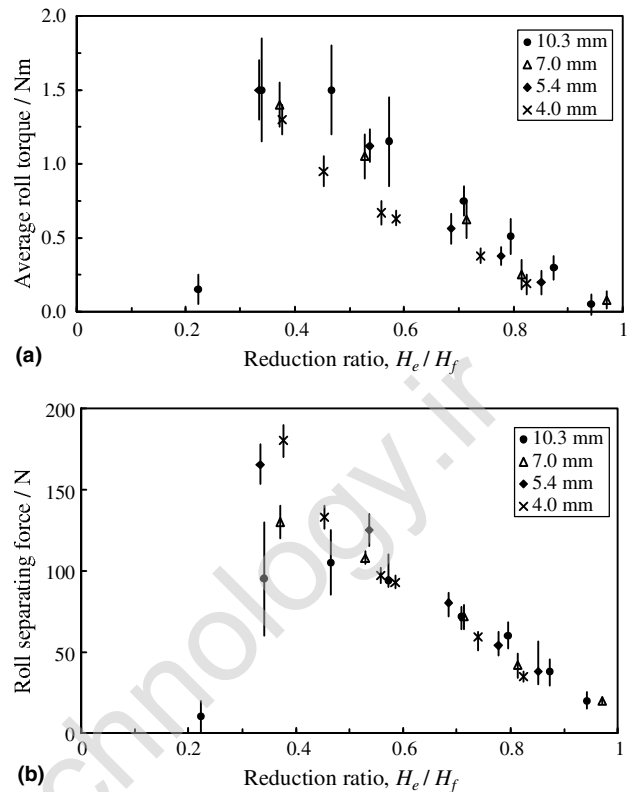 2.0
1.5
1.0
0.5
0.0
Average roll torque / Nm
10.3 mm
7.0 mm
5.4 mm
4.0 mm
0 0.2 0.4 0.6 0.8 1
(a)
Reduction ratio, He / Hf
200
150
100
50
0
Roll separating force / N
10.3 mm
7.0 mm
5.4 mm
4.0 mm
0 0.2 0.4 0.6 0.8 1
(b)
Reduction ratio, He / Hf
chnology.ir